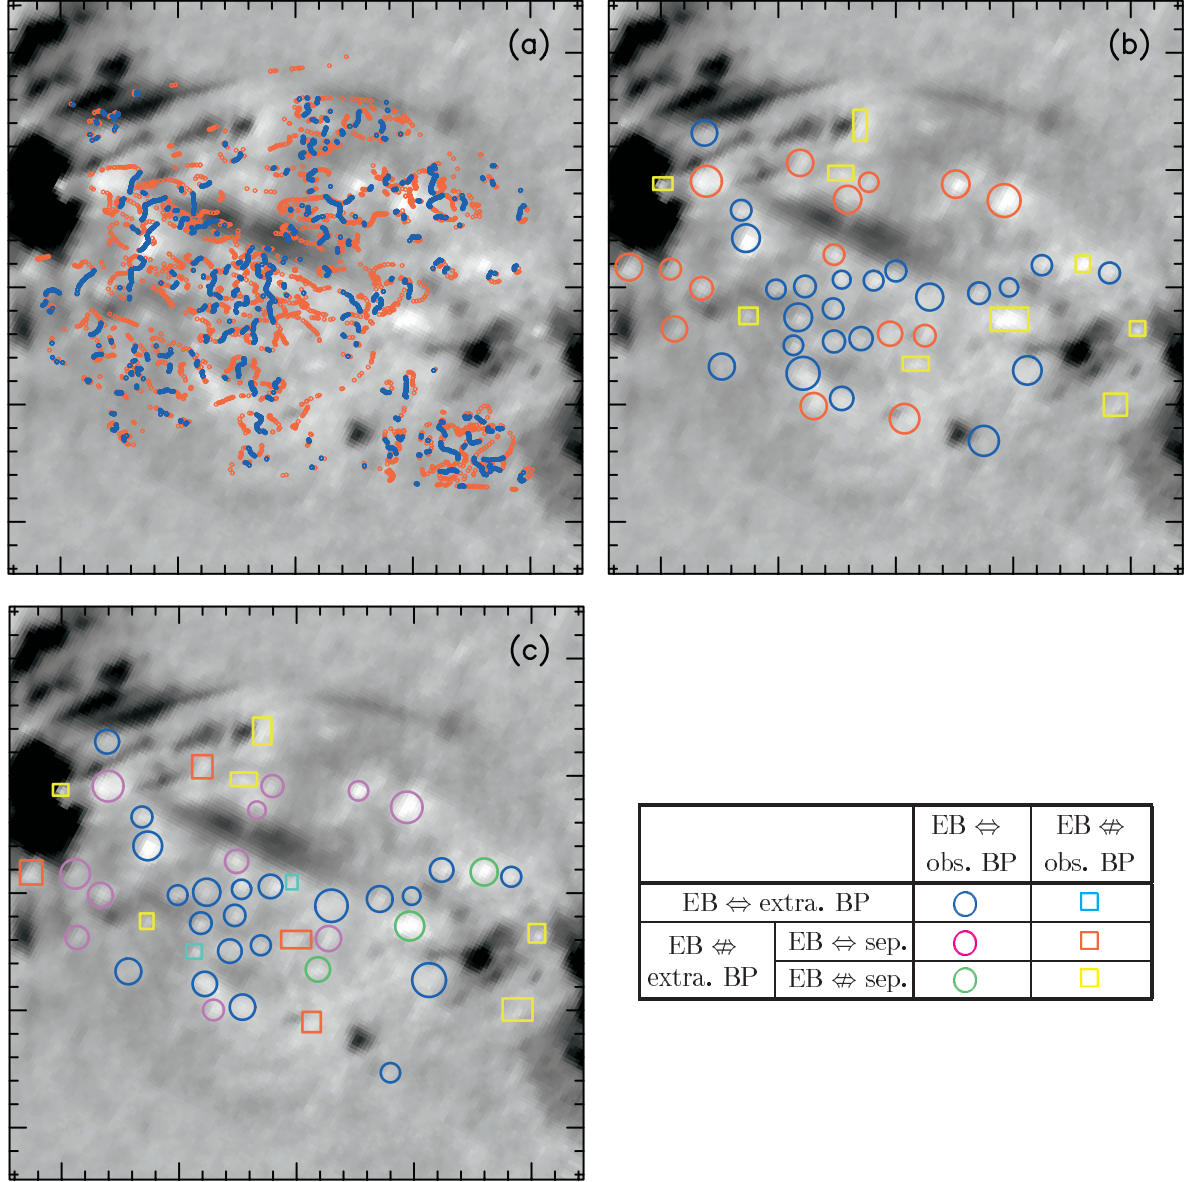 (a)
(b)
(c)
EB ⇔ EB ⇎
obs. BP obs. BP
EB ⇔ extra. BP
EB ⇎ EB ⇔ sep.
extra. BP EB ⇎ sep.